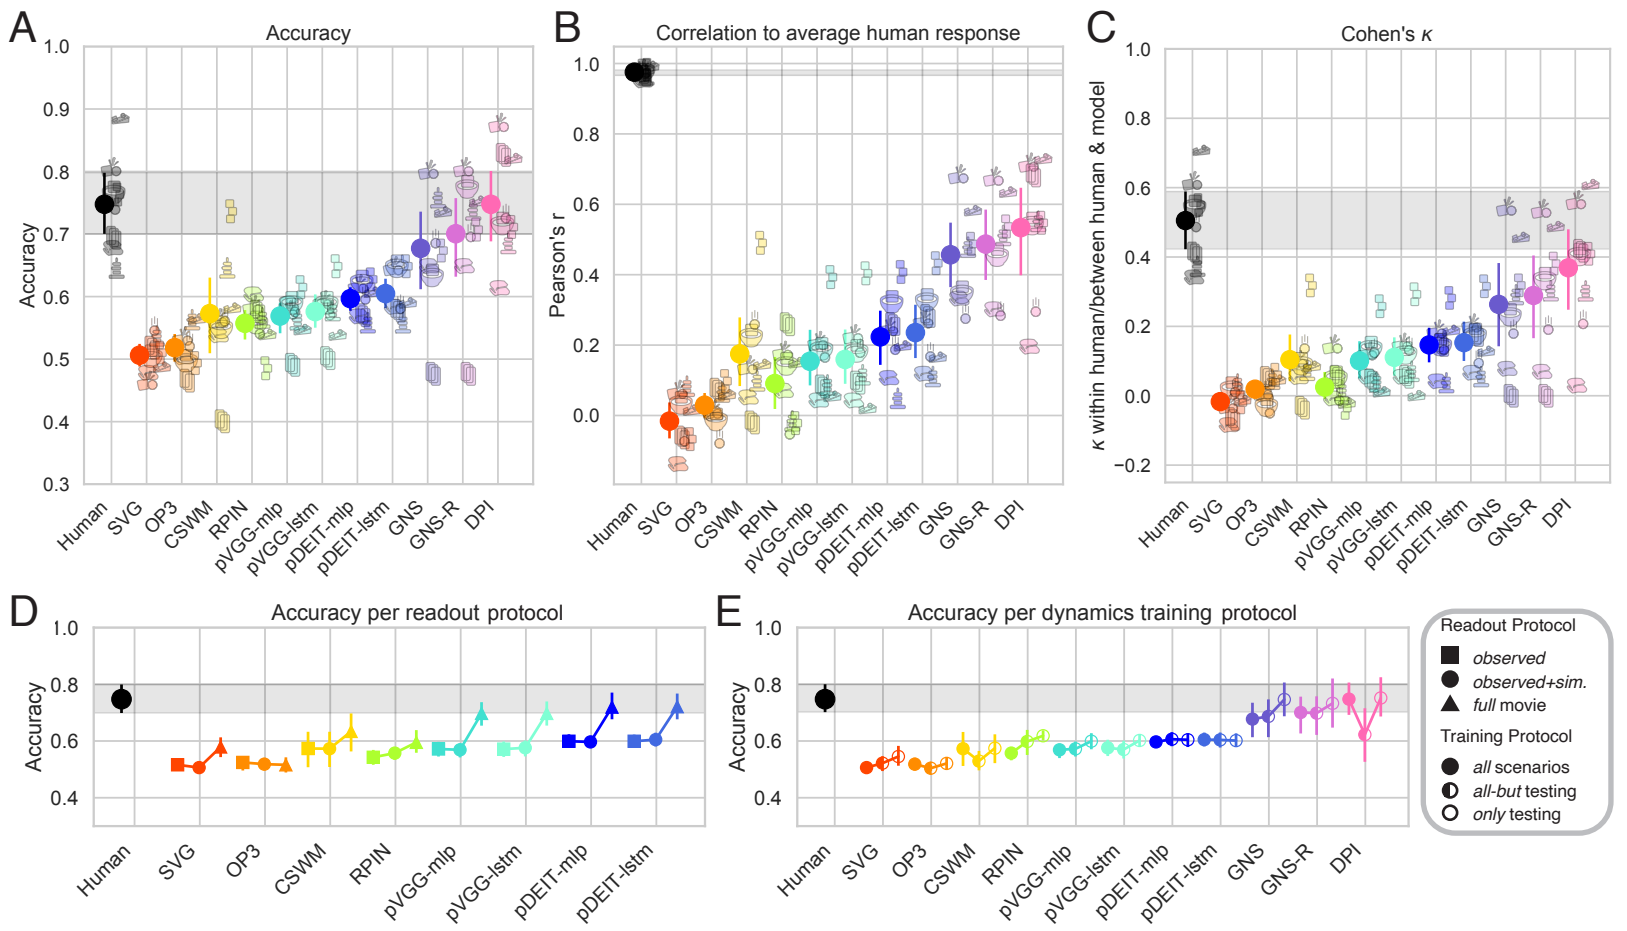 A
Accuracy
Accuracy
1.0
0.9
0.8
0.7
0.6
0.5
0.4
0.3
Human
SVG
OP3
CSWM
RPIN
pVGG-mlp
pVGG-lstm
pDEIT-mlp
pDEIT-lstm
GNS
GNS-R
DPI
B
Correlation to average human response
Pearson's r
1.0
0.8
0.6
0.4
0.2
0.0
Human
SVG
OP3
CSWM
RPIN
pVGG-mlp
pVGG-lstm
pDEIT-mlp
pDEIT-lstm
GNS
GNS-R
DPI
C
Cohen's κ
κ within human/between human & model
1.0
0.8
0.6
0.4
0.2
0.0
−0.2
Human
SVG
OP3
CSWM
RPIN
pVGG-mlp
pVGG-lstm
pDEIT-mlp
pDEIT-lstm
GNS
GNS-R
DPI
D
Accuracy per readout protocol
Accuracy
1.0
0.8
0.6
0.4
Human
SVG
OP3
CSWM
RPIN
pVGG-mlp
pVGG-lstm
pDEIT-mlp
pDEIT-lstm
E
Accuracy per dynamics training protocol
Accuracy
1.0
0.8
0.6
0.4
Human
SVG
OP3
CSWM
RPIN
pVGG-mlp
pVGG-lstm
pDEIT-mlp
pDEIT-lstm
GNS
GNS-R
DPI
Readout Protocol
observed
observed+sim.
full movie
Training Protocol
all scenarios
all-but testing
only testing